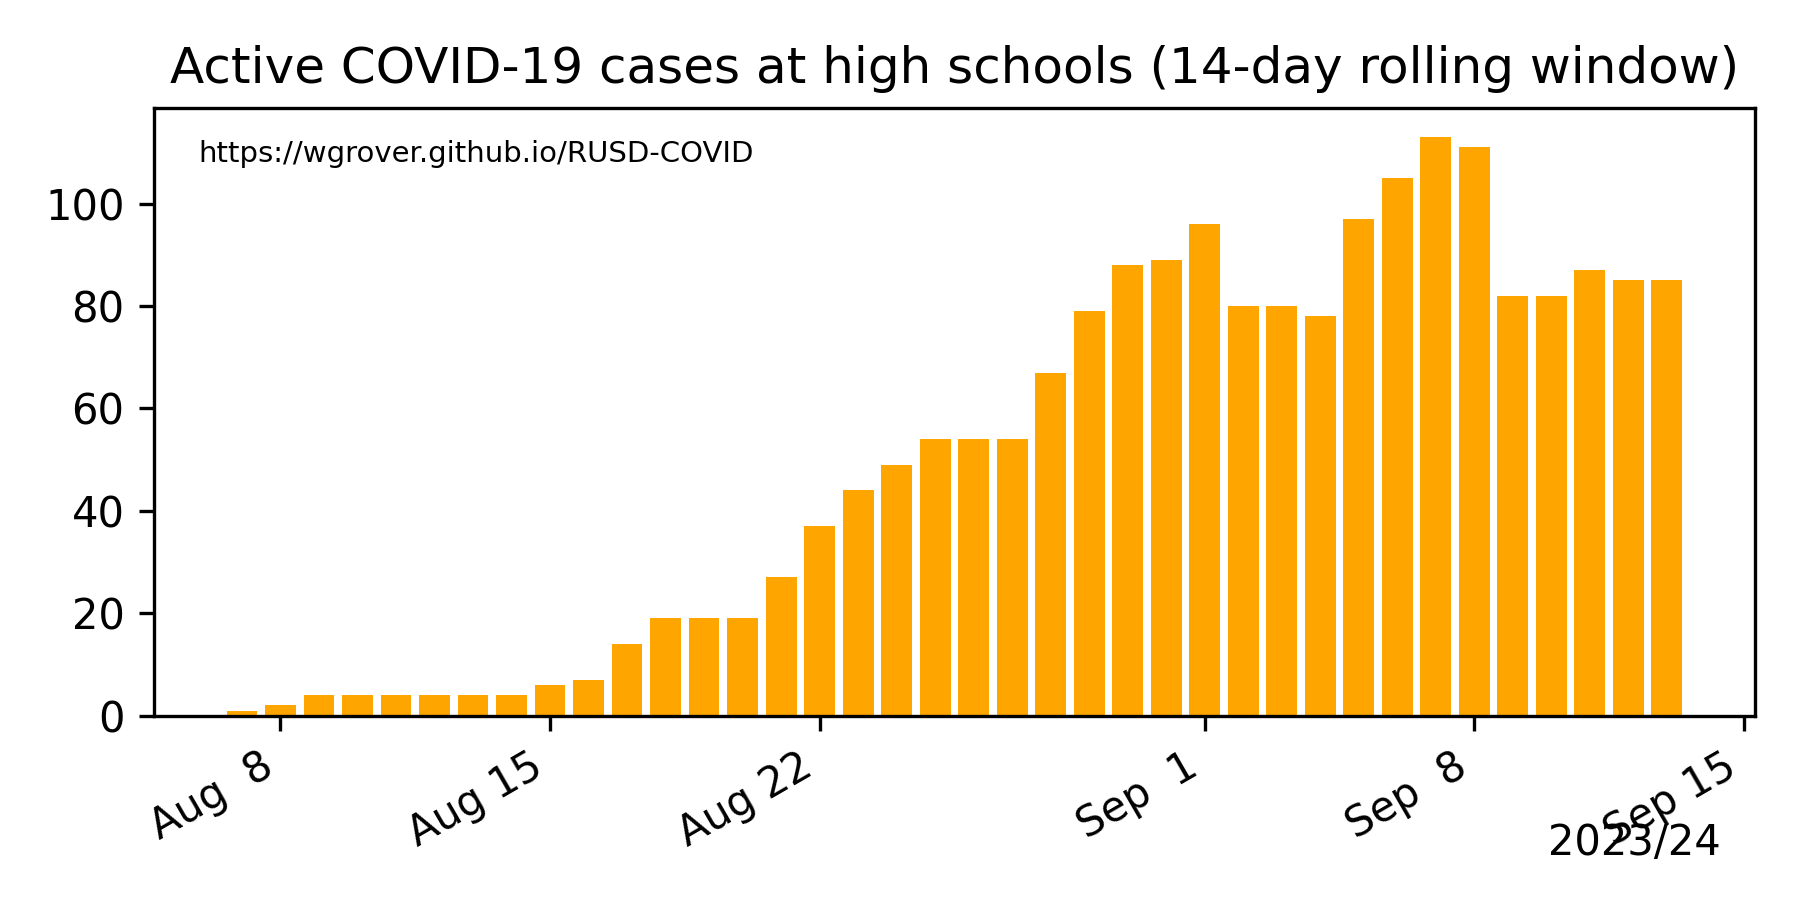 Active COVID-19 cases at high schools (14-day rolling window)
https://wgrover.github.io/RUSD-COVID
100
80
60
40
20
0
Aug 8
Aug 15
Aug 22
Sep 1
Sep 8
Sep 15
2023/24